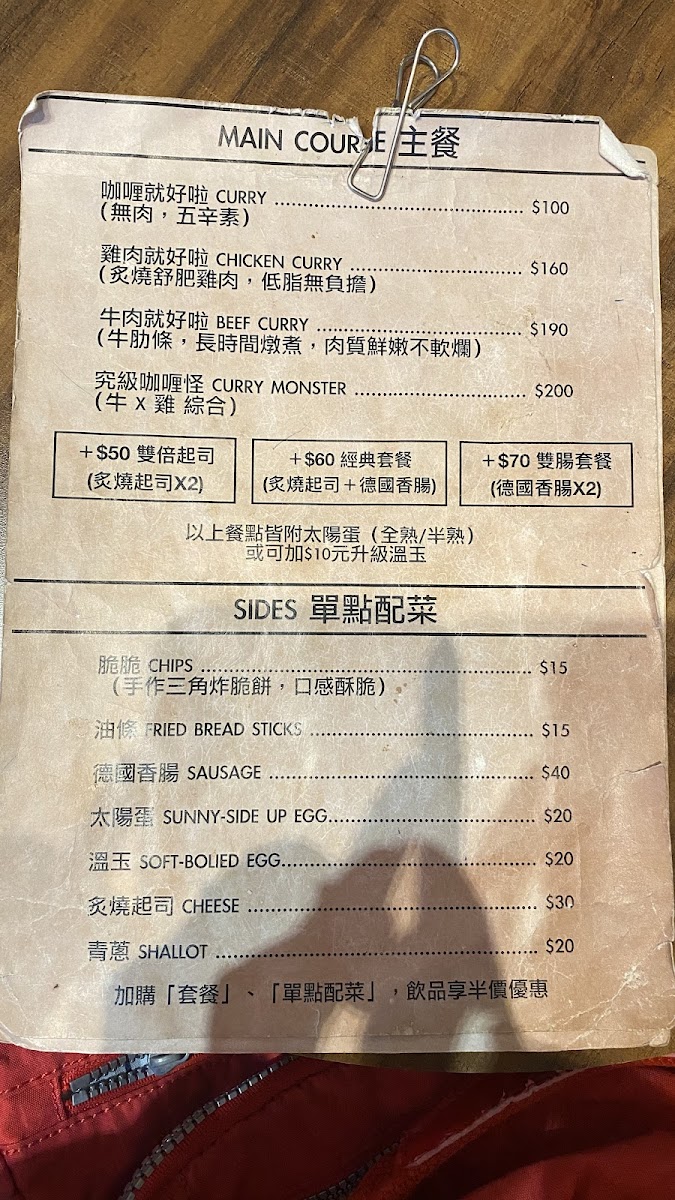 MAIN COURSE 主餐
咖喱就好啦 CURRY ........ $100
(無肉，五辛素)
雞肉就好啦 CHICKEN CURRY ........ $160
(炙燒舒肥雞肉，低脂無負擔)
牛肉就好啦 BEEF CURRY ........ $190
(牛肋條，長時間燉煮，肉質鮮嫩不軟爛)
究級咖喱怪 CURRY MONSTER ........ $200
(牛 X 雞 綜合)
+$50 雙倍起司
(炙燒起司X2)
+$60 經典套餐
(炙燒起司+德國香腸)
+$70 雙腸套餐
(德國香腸X2)
以上餐點皆附太陽蛋（全熟/半熟）
或可加$10元升級溫玉
SIDES 單點配菜
脆脆 CHIPS ........ $15
（手作三角炸脆餅，口感酥脆）
油條 FRIED BREAD STICKS ........ $15
德國香腸 SAUSAGE ........ $40
太陽蛋 SUNNY-SIDE UP EGG........ $20
溫玉 SOFT-BOLIED EGG........ $20
炙燒起司 CHEESE ........ $30
青蔥 SHALLOT ........ $20
加購「套餐」、「單點配菜」，飲品享半價優惠